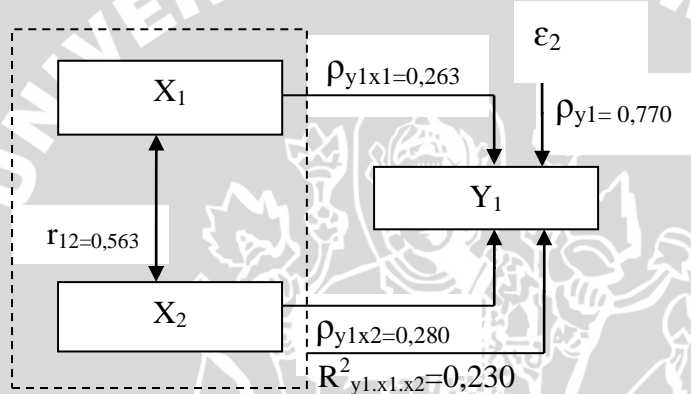 UNIVER
ε₂
X₁
ρy1x1=0,263
ρy1= 0,770
Y₁
r12=0,563
X₂
ρy1x2=0,280
R²y1.x1.x2=0,230